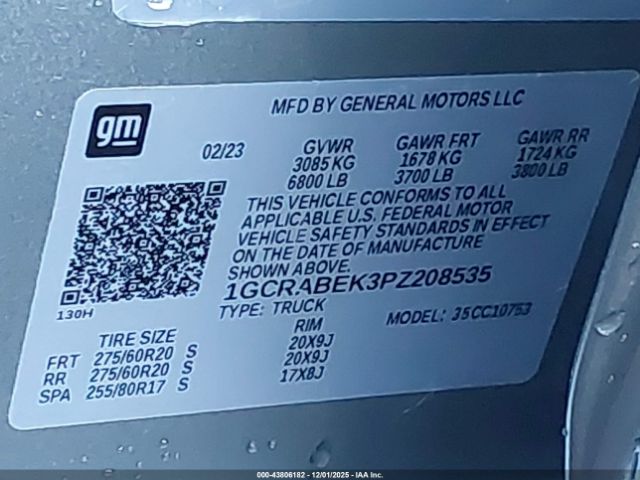 gm
MFD BY GENERAL MOTORS LLC
02/23 GVWR GAWR FRT GAWR RR
3085 KG 1678 KG 1724 KG
6800 LB 3700 LB 3800 LB
THIS VEHICLE CONFORMS TO ALL
APPLICABLE U.S. FEDERAL MOTOR
VEHICLE SAFETY STANDARDS IN EFFECT
ON THE DATE OF MANUFACTURE
SHOWN ABOVE.
1GCRABEK3PZ208535
130H
TYPE: TRUCK MODEL: 35CC10753
TIRE SIZE RIM
FRT 275/60R20 S 20X9J
RR 275/60R20 S 20X9J
SPA 255/80R17 S 17X8J
000-43806182 • 12/01/2025 • IAA Inc.